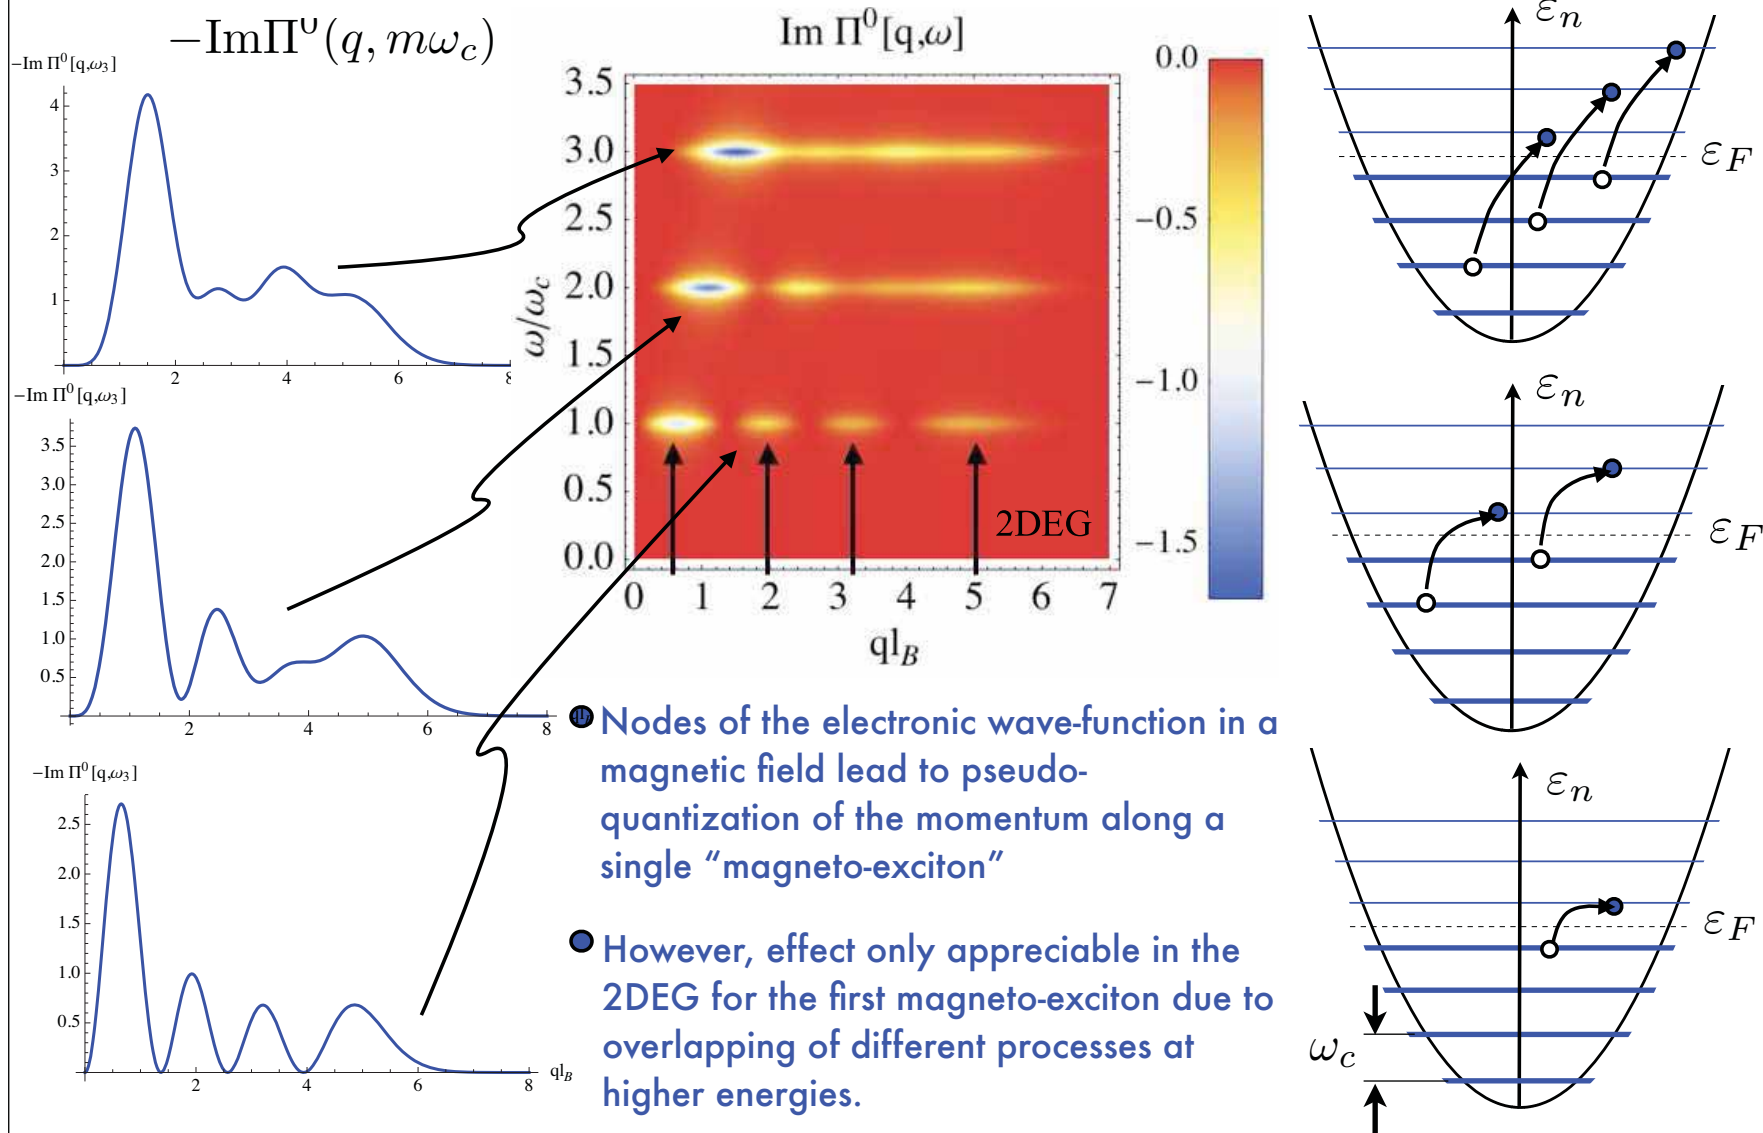 −ImΠ⁰(q, mω_c)
−Im Π⁰[q,ω₃]
4
3
2
1
2
4
6
8
−Im Π⁰[q,ω₃]
3.5
3.0
2.5
2.0
1.5
1.0
0.5
2
4
6
8
−Im Π⁰[q,ω₃]
2.5
2.0
1.5
1.0
0.5
2
4
6
8
ql_B
Im Π⁰[q,ω]
3.5
3.0
2.5
2.0
1.5
1.0
0.5
0.0
ω/ω_c
2DEG
0 1 2 3 4 5 6 7
ql_B
0.0
−0.5
−1.0
−1.5
Nodes of the electronic wave-function in a
magnetic field lead to pseudo-
quantization of the momentum along a
single “magneto-exciton”
However, effect only appreciable in the
2DEG for the first magneto-exciton due to
overlapping of different processes at
higher energies.
ε_n
ε_F
ε_n
ε_F
ε_n
ε_F
ω_c